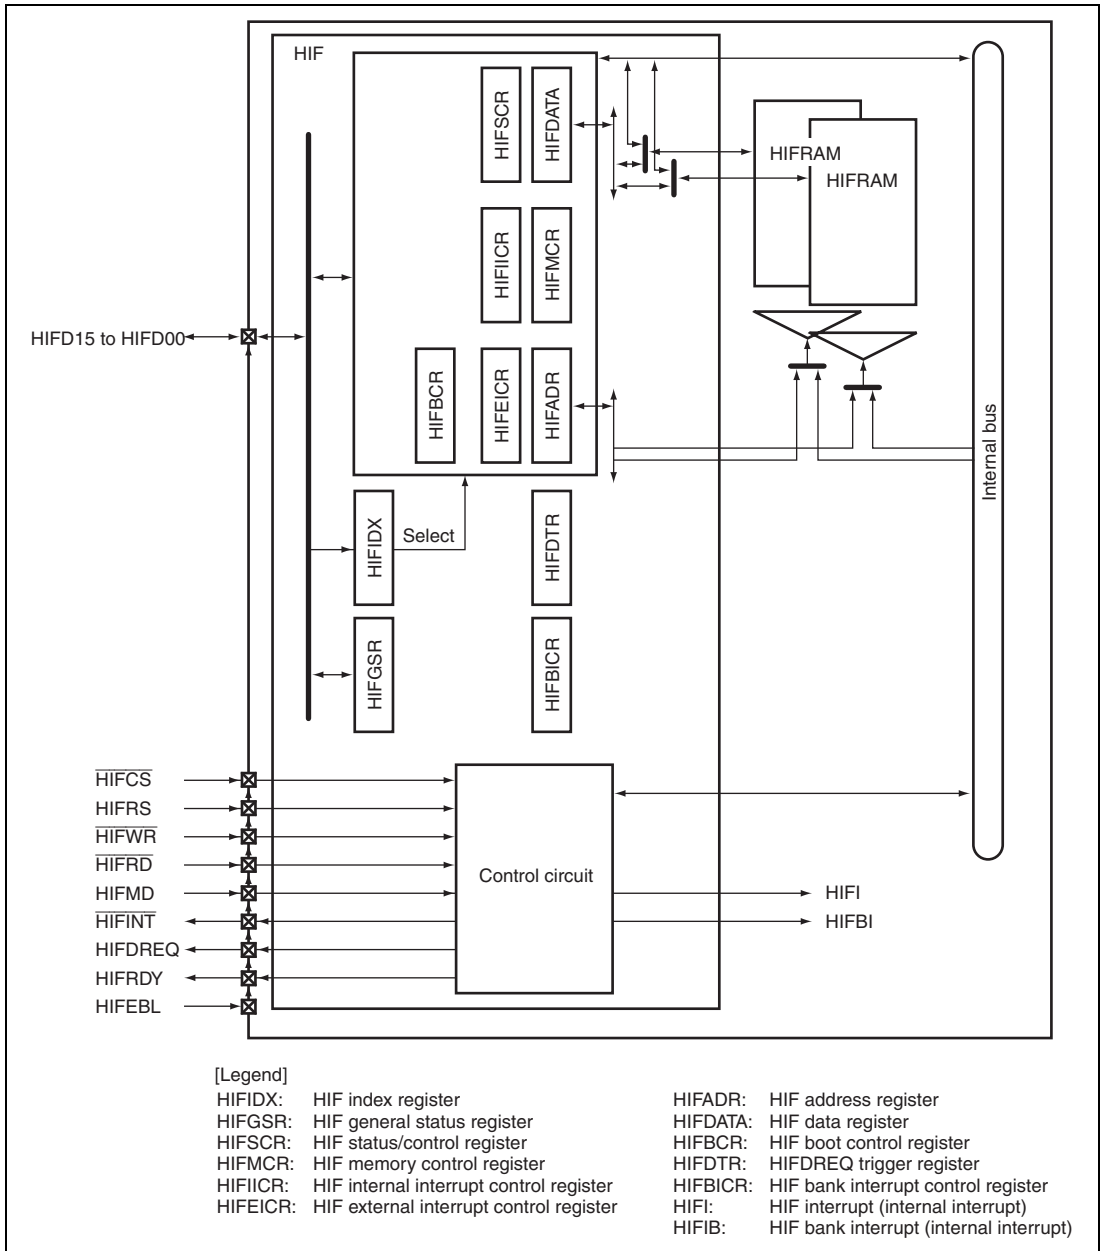 HIF
HIFSCR
HIFDATA
HIFRAM
HIFRAM
HIFIICR
HIFMCR
HIFD15 to HIFD00
HIFBCR
HIFEICR
HIFADR
Internal bus
HIFIDX
Select
HIFDTR
HIFGSR
HIFBICR
H̅I̅F̅C̅S̅
HIFRS
H̅I̅F̅W̅R̅
H̅I̅F̅R̅D̅
HIFMD
H̅I̅F̅I̅N̅T̅
HIFDREQ
HIFRDY
HIFEBL
Control circuit
HIFI
HIFBI
[Legend]
HIFIDX: HIF index register
HIFGSR: HIF general status register
HIFSCR: HIF status/control register
HIFMCR: HIF memory control register
HIFIICR: HIF internal interrupt control register
HIFEICR: HIF external interrupt control register
HIFADR: HIF address register
HIFDATA: HIF data register
HIFBCR: HIF boot control register
HIFDTR: HIFDREQ trigger register
HIFBICR: HIF bank interrupt control register
HIFI: HIF interrupt (internal interrupt)
HIFIB: HIF bank interrupt (internal interrupt)